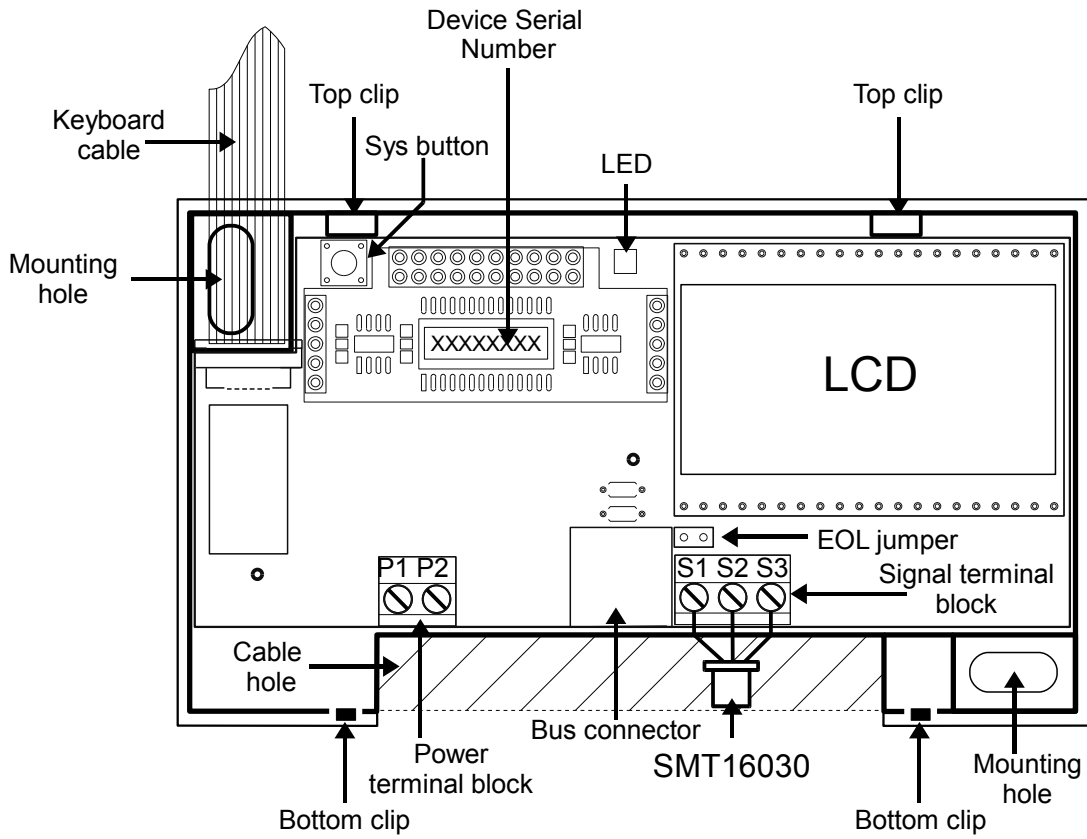 Device Serial
Number
Top clip
Top clip
Keyboard
cable
Sys button
LED
Mounting
hole
XXXXXXXX
LCD
EOL jumper
P1 P2
S1 S2 S3
Signal terminal
block
Cable
hole
Bus connector
Power
terminal block
SMT16030
Mounting
hole
Bottom clip
Bottom clip